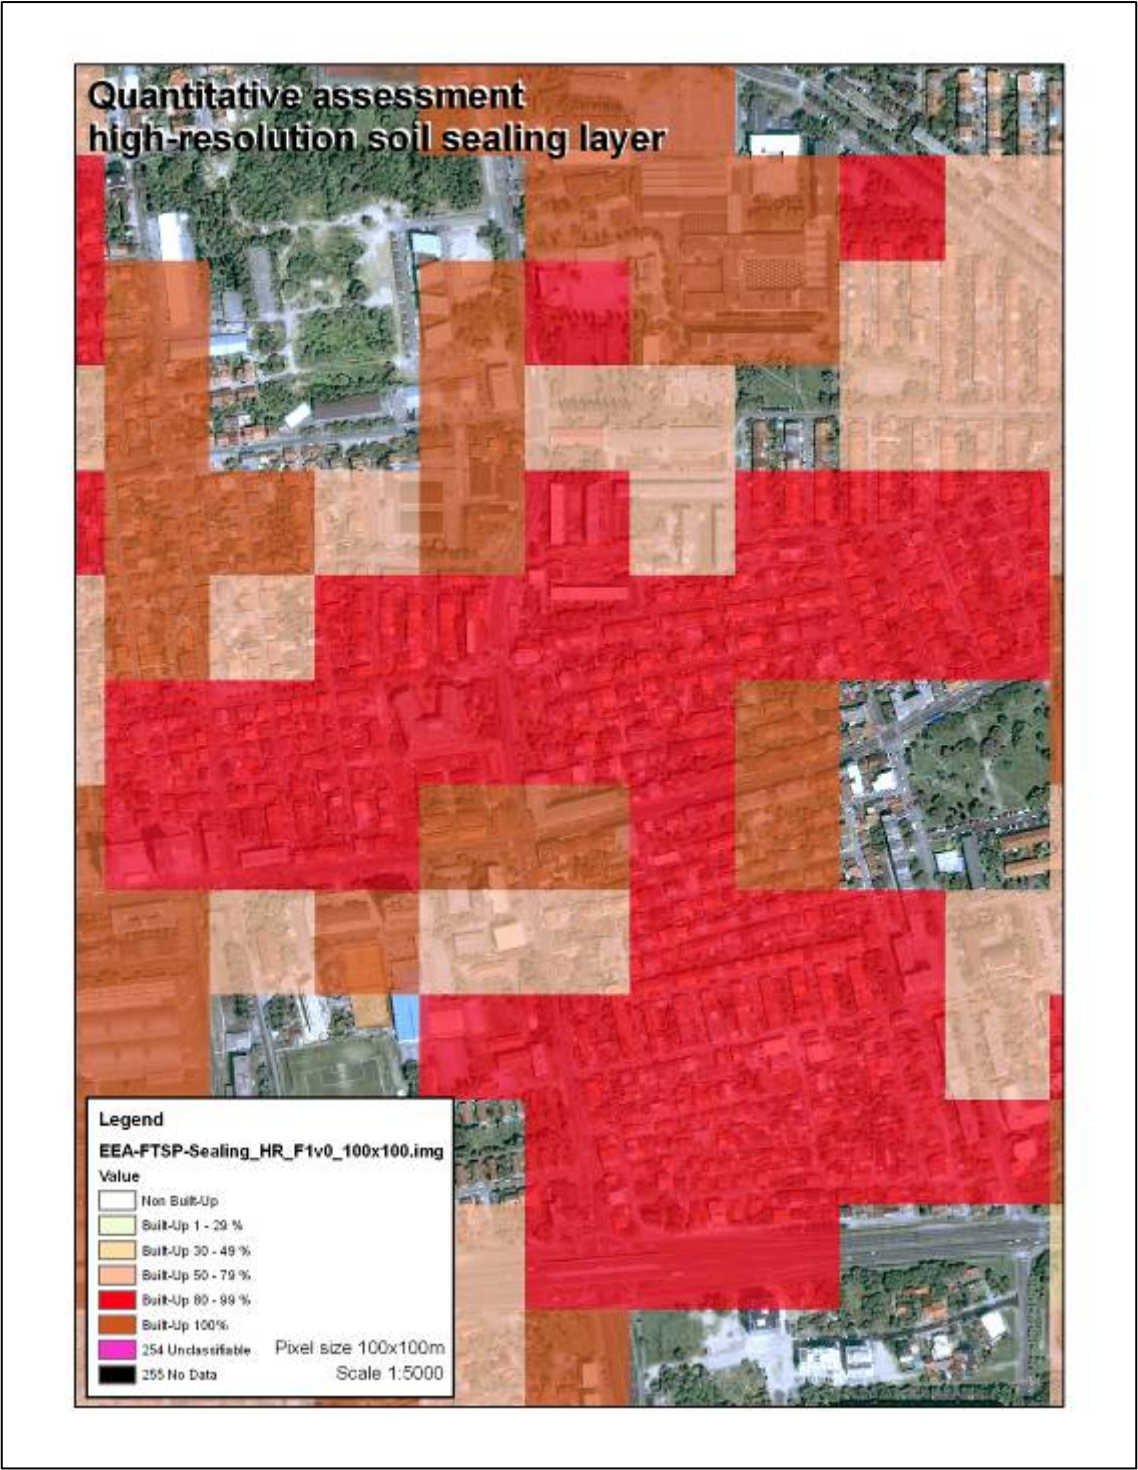 Quantitative assessment
high-resolution soil sealing layer
Legend
EEA-FTSP-Sealing_HR_F1v0_100x100.img
Value
Non Built-Up
Built-Up 1 - 29 %
Built-Up 30 - 49 %
Built-Up 50 - 79 %
Built-Up 80 - 99 %
Built-Up 100%
254 Unclassifiable
Pixel size 100x100m
255 No Data
Scale 1:5000